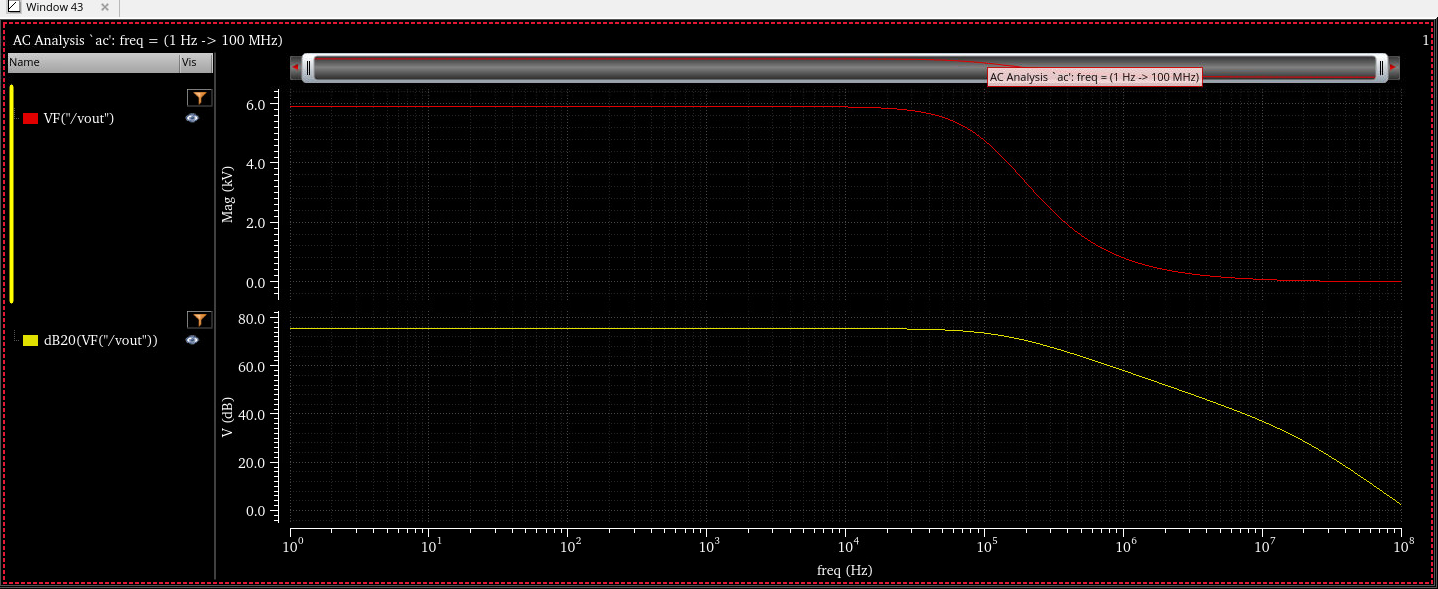 Window 43
AC Analysis `ac': freq = (1 Hz -> 100 MHz)
1
Name Vis
AC Analysis `ac': freq = (1 Hz -> 100 MHz)
VF("/vout")
Mag (kV)
6.0
4.0
2.0
0.0
dB20(VF("/vout"))
V (dB)
80.0
60.0
40.0
20.0
0.0
10⁰ 10¹ 10² 10³ 10⁴ 10⁵ 10⁶ 10⁷ 10⁸
freq (Hz)